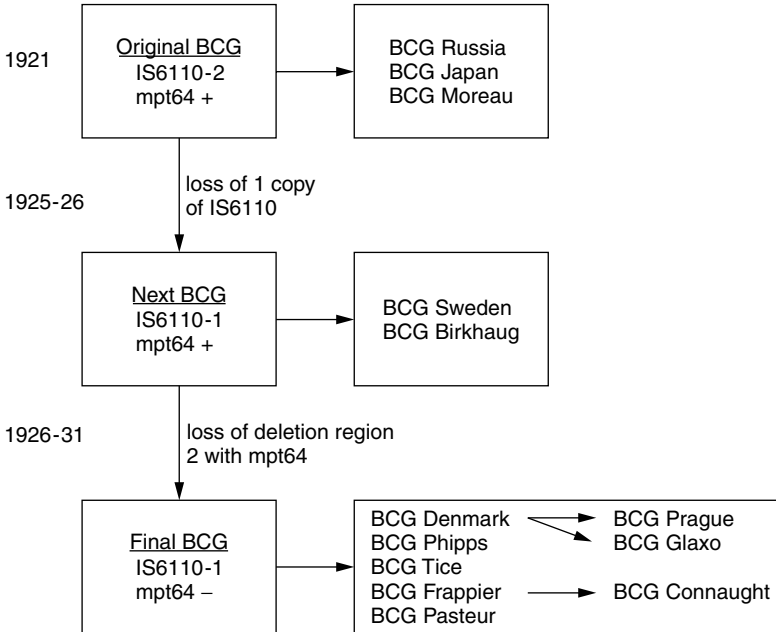 1921
Original BCG
IS6110-2
mpt64 +
BCG Russia
BCG Japan
BCG Moreau
1925-26
loss of 1 copy
of IS6110
Next BCG
IS6110-1
mpt64 +
BCG Sweden
BCG Birkhaug
1926-31
loss of deletion region
2 with mpt64
Final BCG
IS6110-1
mpt64 –
BCG Denmark
BCG Prague
BCG Phipps
BCG Glaxo
BCG Tice
BCG Frappier
BCG Connaught
BCG Pasteur